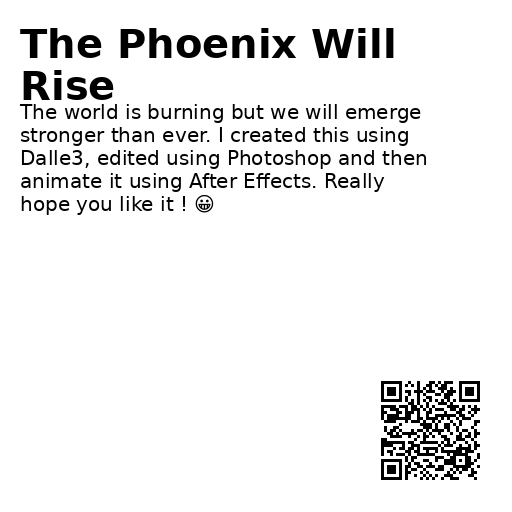 The Phoenix Will
Rise
The world is burning but we will emerge
stronger than ever. I created this using
Dalle3, edited using Photoshop and then
animate it using After Effects. Really
hope you like it ! 😀